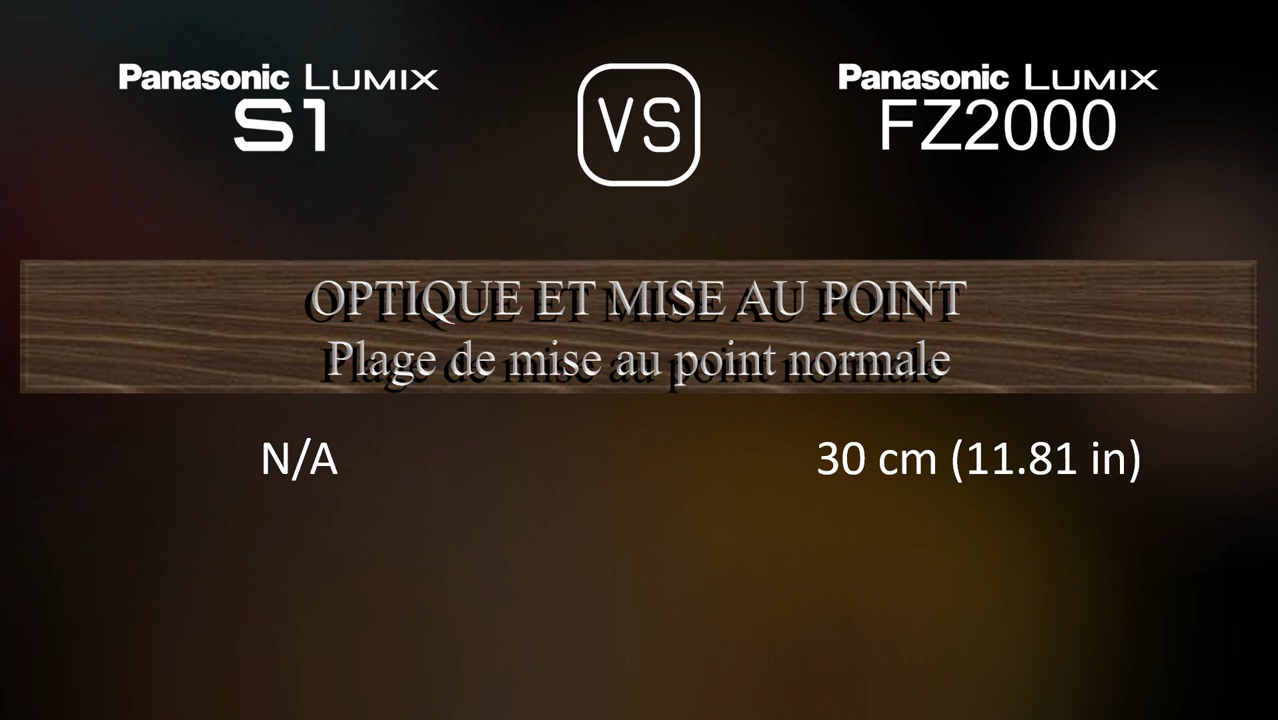 Panasonic LUMIX
S1
VS
Panasonic LUMIX
FZ2000
OPTIQUE ET MISE AU POINT
Plage de mise au point normale
N/A
30 cm (11.81 in)